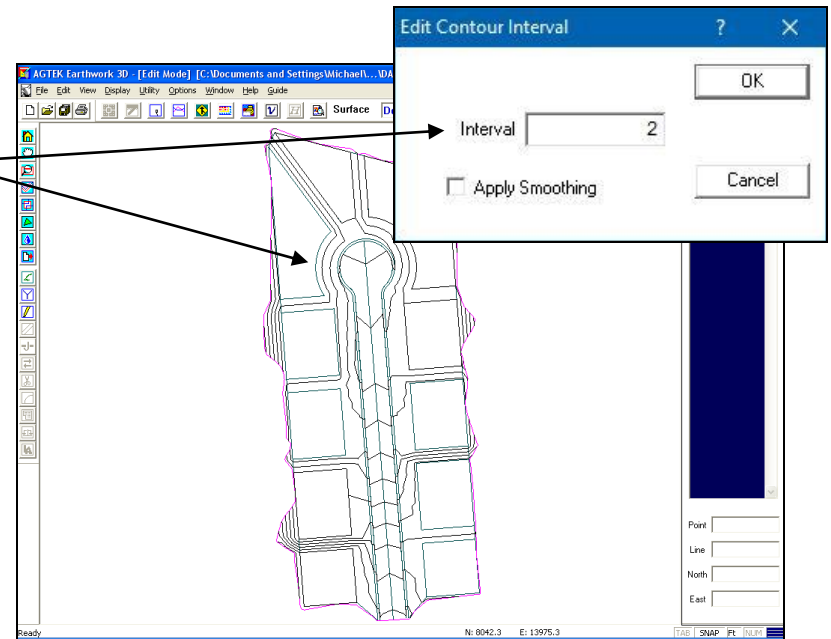 Edit Contour Interval ? ×
OK
Interval 2
Apply Smoothing
Cancel
AGTEK Earthwork 3D - [Edit Mode] [C:\Documents and Settings\Michael\...\DA
File Edit View Display Utility Options Window Help Guide
Surface De
Point
Line
North
East
Ready N: 8042.3 E: 13975.3 TAB SNAP Ft NUM